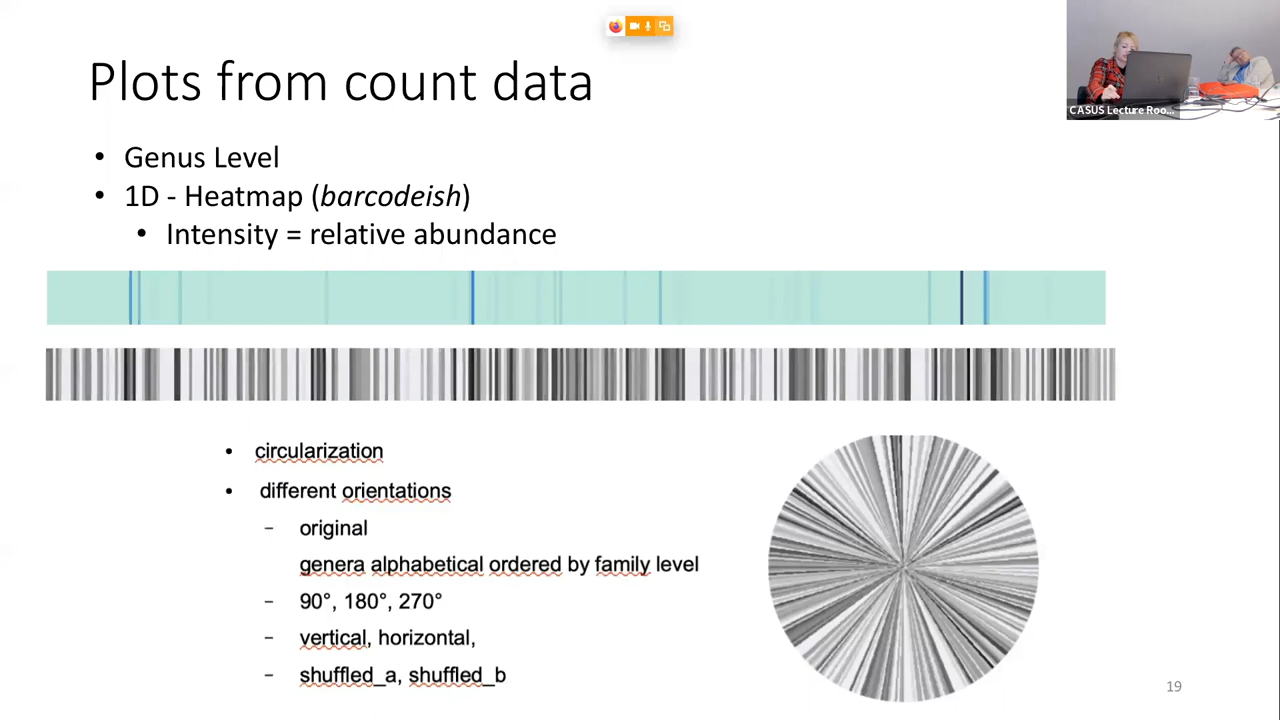 Plots from count data
CASUS Lecture Roo...
• Genus Level
• 1D - Heatmap (barcodeish)
• Intensity = relative abundance
• circularization
• different orientations
– original
genera alphabetical ordered by family level
– 90°, 180°, 270°
– vertical, horizontal,
– shuffled_a, shuffled_b
19